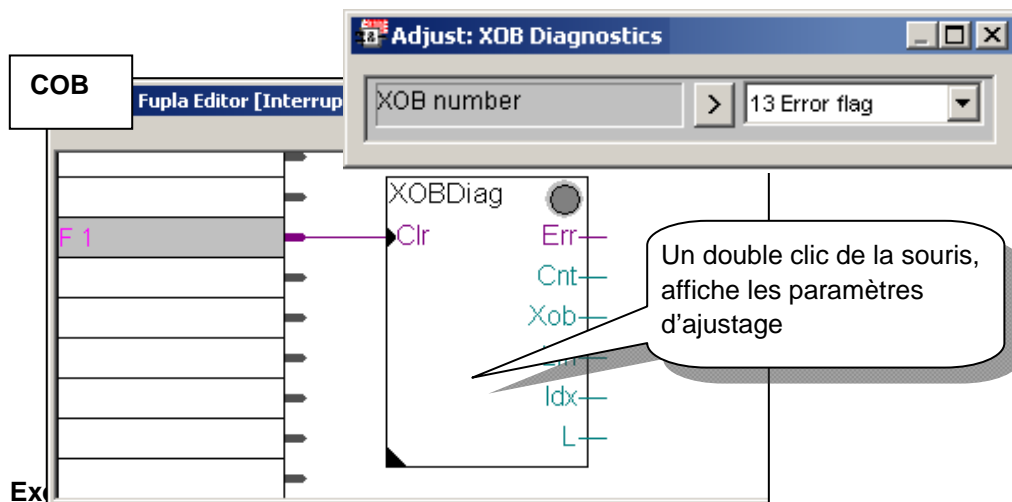 Adjust: XOB Diagnostics
COB
Fupla Editor [Interrup
XOB number
>
13 Error flag
XOBDiag
F 1
Clr
Err
Cnt
Xob
Idx
L
Un double clic de la souris,
affiche les paramètres
d'ajustage